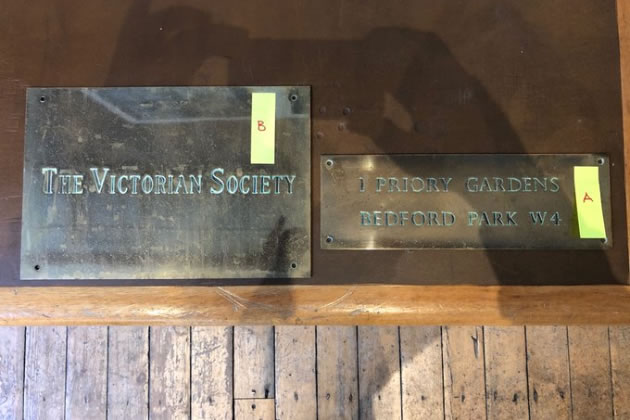 B
THE VICTORIAN SOCIETY
1 PRIORY GARDENS
BEDFORD PARK W4
A